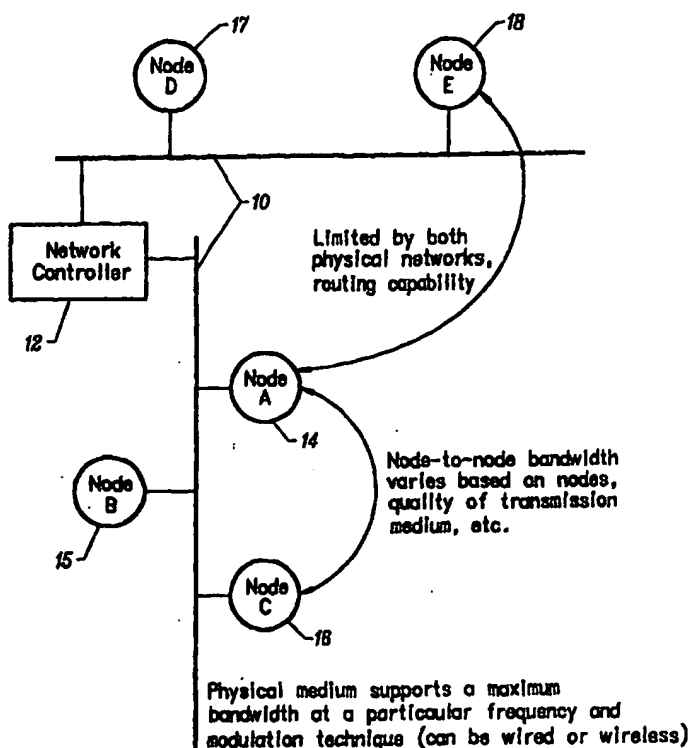 17
18
Node
D
Node
E
10
Network
Controller
12
Limited by both
physical networks,
routing capability
Node
A
14
Node-to-node bandwidth
varies based on nodes,
quality of transmission
medium, etc.
Node
B
15
Node
C
16
Physical medium supports a maximum
bandwidth at a particular frequency and
modulation technique (can be wired or wireless)